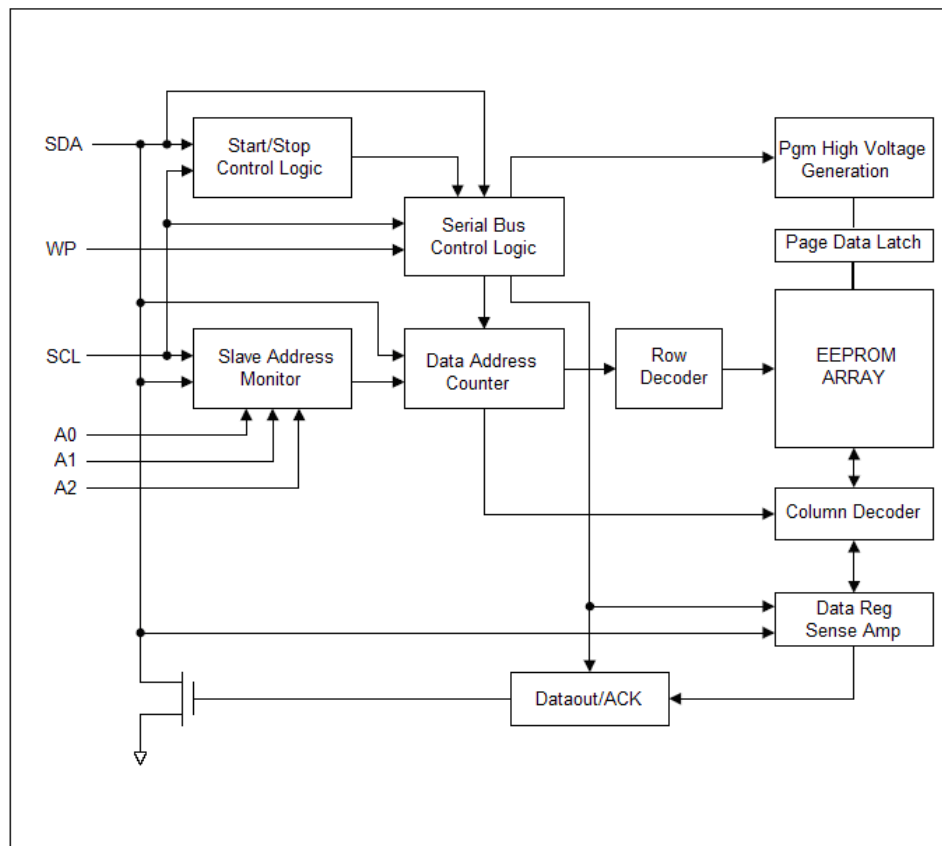 SDA
Start/Stop
Control Logic
Pgm High Voltage
Generation
WP
Serial Bus
Control Logic
Page Data Latch
SCL
Slave Address
Monitor
Data Address
Counter
Row
Decoder
EEPROM
ARRAY
A0
A1
A2
Column Decoder
Data Reg
Sense Amp
Dataout/ACK